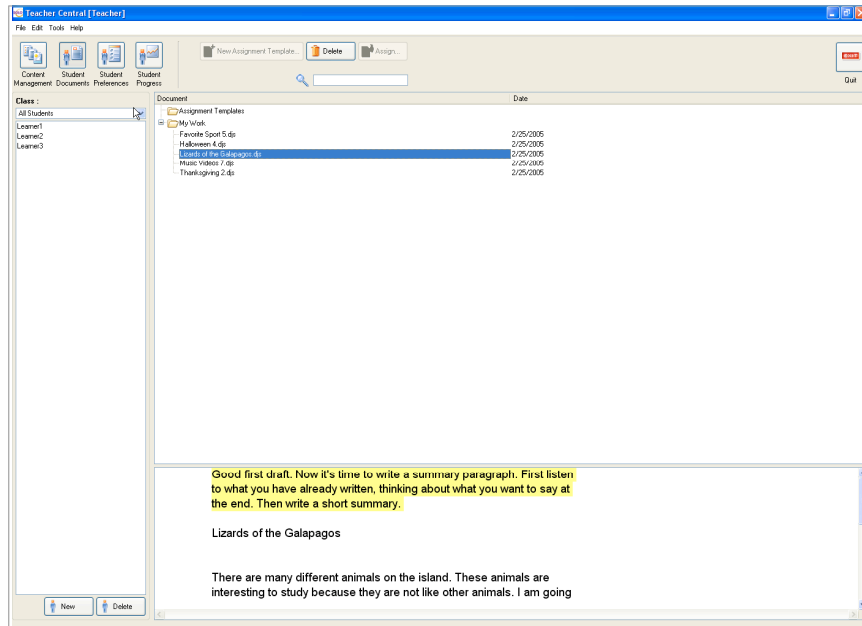 Teacher Central [Teacher]
File Edit Tools Help
New Assignment Template... Delete Assign...
Content Management Student Documents Student Preferences Student Progress
Quit
Class :
All Students
Learner1
Learner2
Learner3
Document Date
Assignment Templates
My Work
Favorite Sport 5.djs 2/25/2005
Halloween 4.djs 2/25/2005
Lizards of the Galapagos.djs 2/25/2005
Music Videos 7.djs 2/25/2005
Thanksgiving 2.djs 2/25/2005
Good first draft. Now it's time to write a summary paragraph. First listen
to what you have already written, thinking about what you want to say at
the end. Then write a short summary.
Lizards of the Galapagos
There are many different animals on the island. These animals are
interesting to study because they are not like other animals. I am going
New Delete